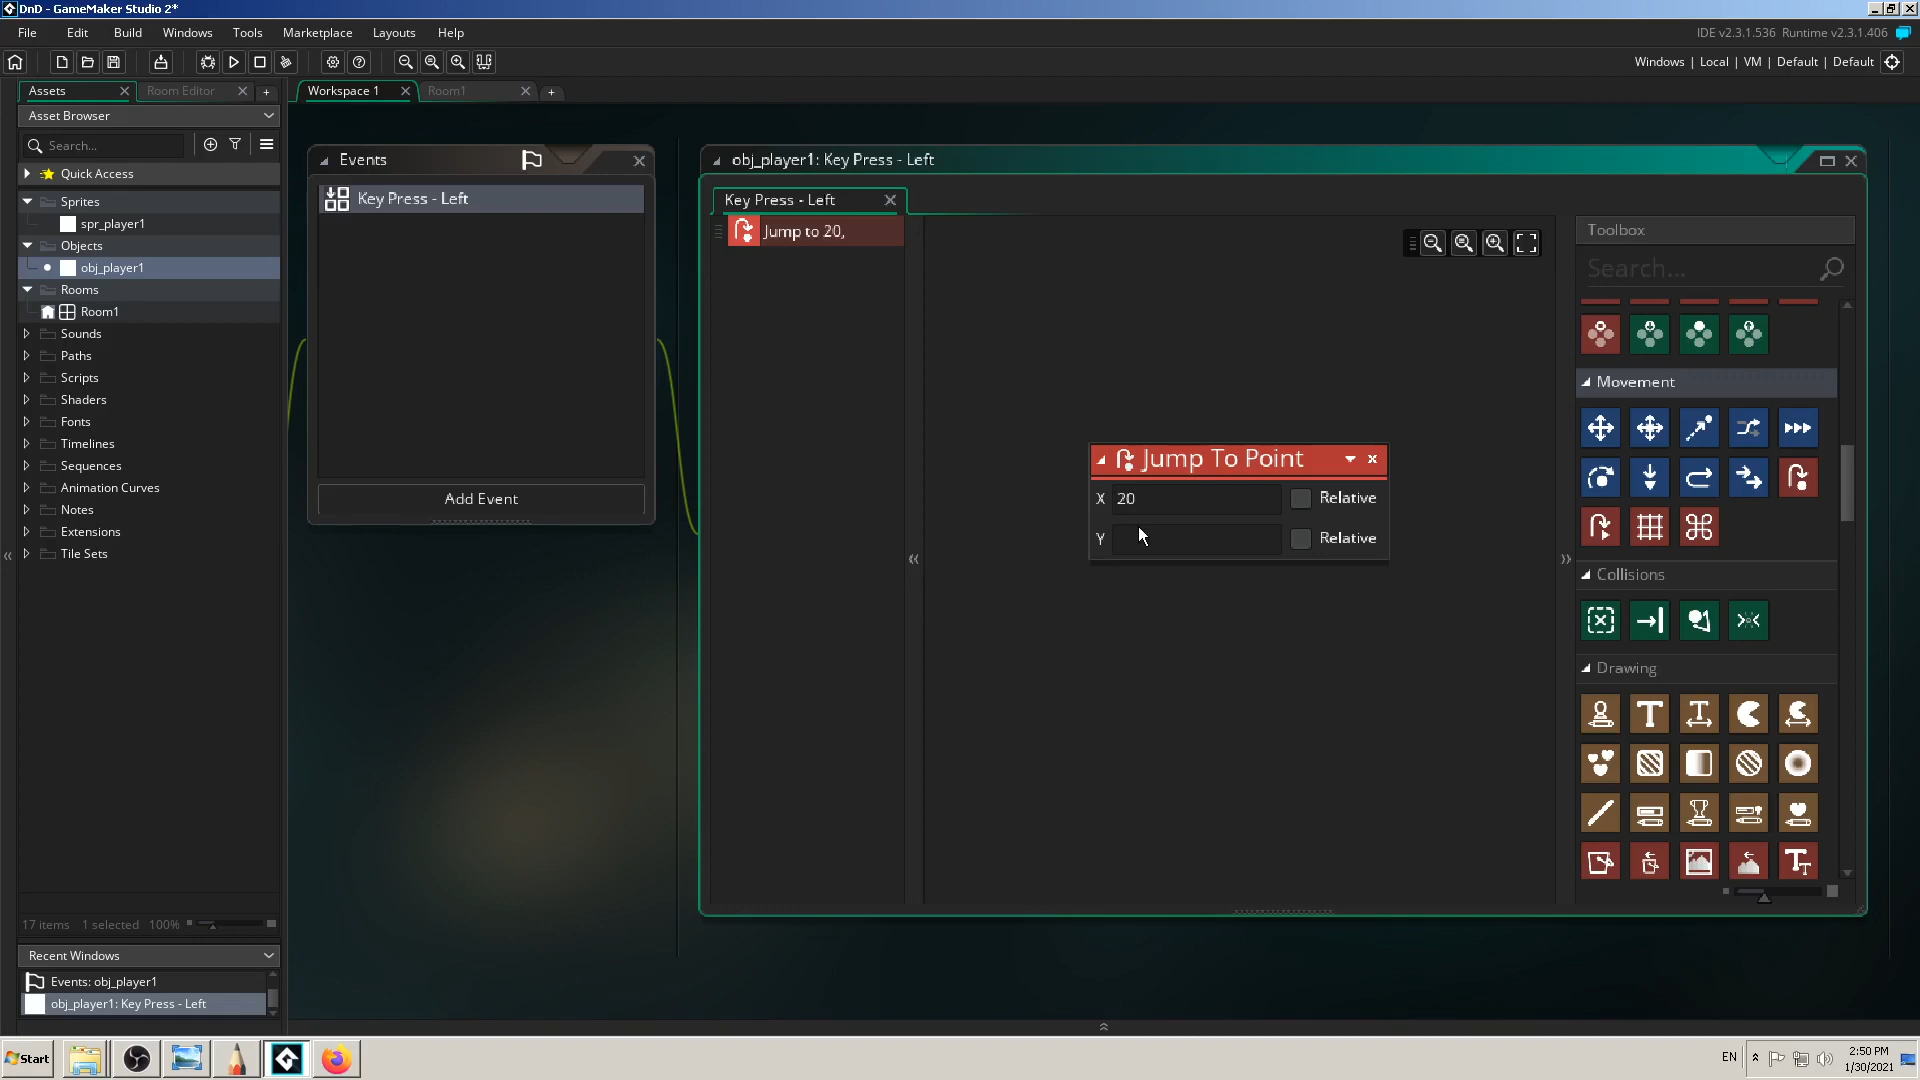 DnD - GameMaker Studio 2*
File Edit Build Windows Tools Marketplace Layouts Help
IDE v2.3.1.536 Runtime v2.3.1.406
Windows | Local | VM | Default | Default
Assets
Room Editor
Workspace 1
Room1
Asset Browser
Search...
Quick Access
Sprites
spr_player1
Objects
obj_player1
Rooms
Room1
Sounds
Paths
Scripts
Shaders
Fonts
Timelines
Sequences
Animation Curves
Notes
Extensions
Tile Sets
17 items 1 selected 100%
Recent Windows
Events: obj_player1
obj_player1: Key Press - Left
Events
Key Press - Left
Add Event
obj_player1: Key Press - Left
Key Press - Left
Jump to 20,
Jump To Point
X 20 Relative
Y Relative
Toolbox
Search...
Movement
Collisions
Drawing
Start
EN
2:50 PM
1/30/2021